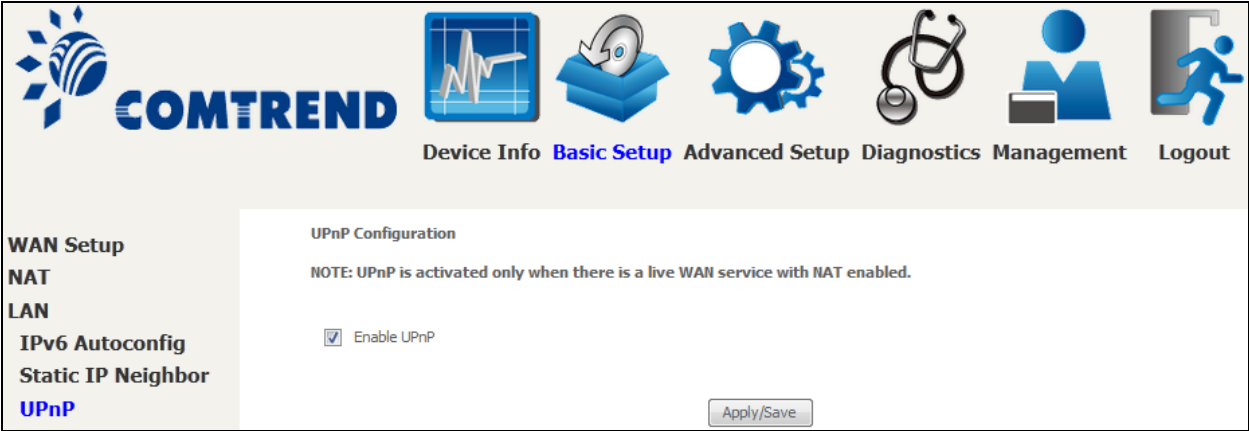 COMTREND
Device Info Basic Setup Advanced Setup Diagnostics Management Logout
WAN Setup
NAT
LAN
IPv6 Autoconfig
Static IP Neighbor
UPnP
UPnP Configuration
NOTE: UPnP is activated only when there is a live WAN service with NAT enabled.
Enable UPnP
Apply/Save